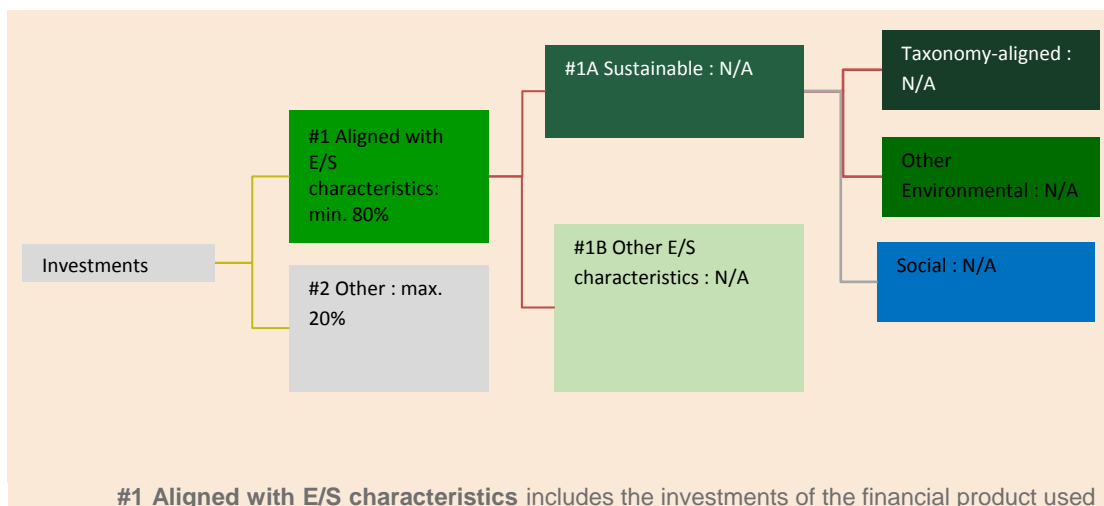 Investments
#1 Aligned with
E/S
characteristics:
min. 80%
#2 Other : max.
20%
#1A Sustainable : N/A
#1B Other E/S
characteristics : N/A
Taxonomy-aligned :
N/A
Other
Environmental : N/A
Social : N/A
#1 Aligned with E/S characteristics includes the investments of the financial product used